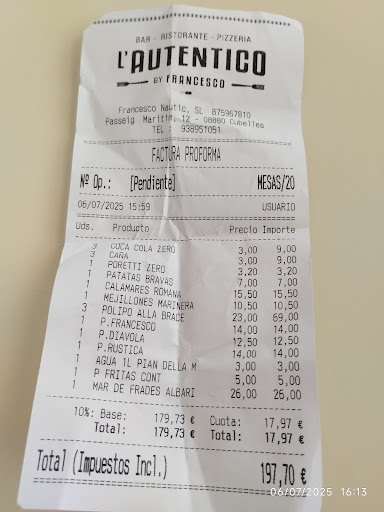 BAR - RISTORANTE - PIZZERIA
L'AUTENTICO
BY FRANCESCO
Francesco Nautic, SL 875967810
Passeig Maritim, 12 - 08880 Cubelles
TEL : 938951051
FACTURA PROFORMA
Nº Op.: [Pendiente] MESAS/20
06/07/2025 15:59 USUARIO
Uds. Producto Precio Importe
3 COCA COLA ZERO 3,00 9,00
3 CAÑA 3,00 9,00
1 PORETTI ZERO 3,20 3,20
1 PATATAS BRAVAS 7,00 7,00
1 CALAMARES ROMANA 15,50 15,50
1 MEJILLONES MARINERA 10,50 10,50
3 POLIPO ALLA BRACE 23,00 69,00
1 P.FRANCESCO 14,00 14,00
1 P.DIAVOLA 12,50 12,50
1 P.RUSTICA 14,00 14,00
1 AGUA 1L PIAN DELLA M 3,00 3,00
1 P FRITAS CONT 5,00 5,00
1 MAR DE FRADES ALBARI 26,00 26,00
10%: Base: 179,73 € Cuota: 17,97 €
Total: 179,73 € Total: 17,97 €
Total (Impuestos Incl.) 197,70 €
06/07/2025 16:13